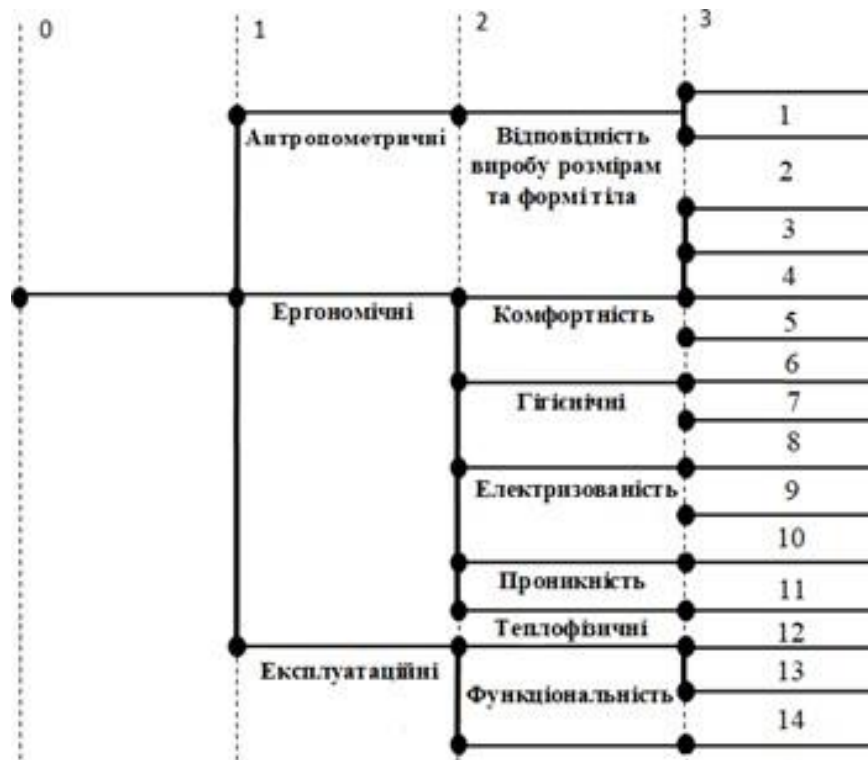 0
1
2
3
Антропометричні
Відповідність
виробу розмірам
та формі тіла
1
2
3
4
Ергономічні
Комфортність
5
6
Гігієнічні
7
8
Електризованість
9
10
Проникність
11
Теплофізичні
12
Експлуатаційні
13
Функціональність
14